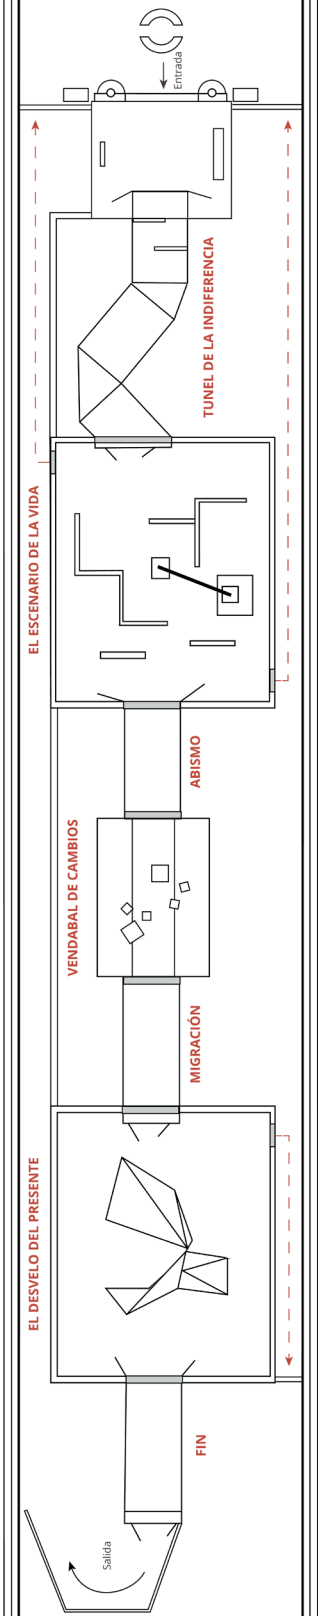 Entrada
TUNEL DE LA INDIFERENCIA
EL ESCENARIO DE LA VIDA
ABISMO
VENDABAL DE CAMBIOS
MIGRACIÓN
EL DESVELO DEL PRESENTE
FIN
Salida